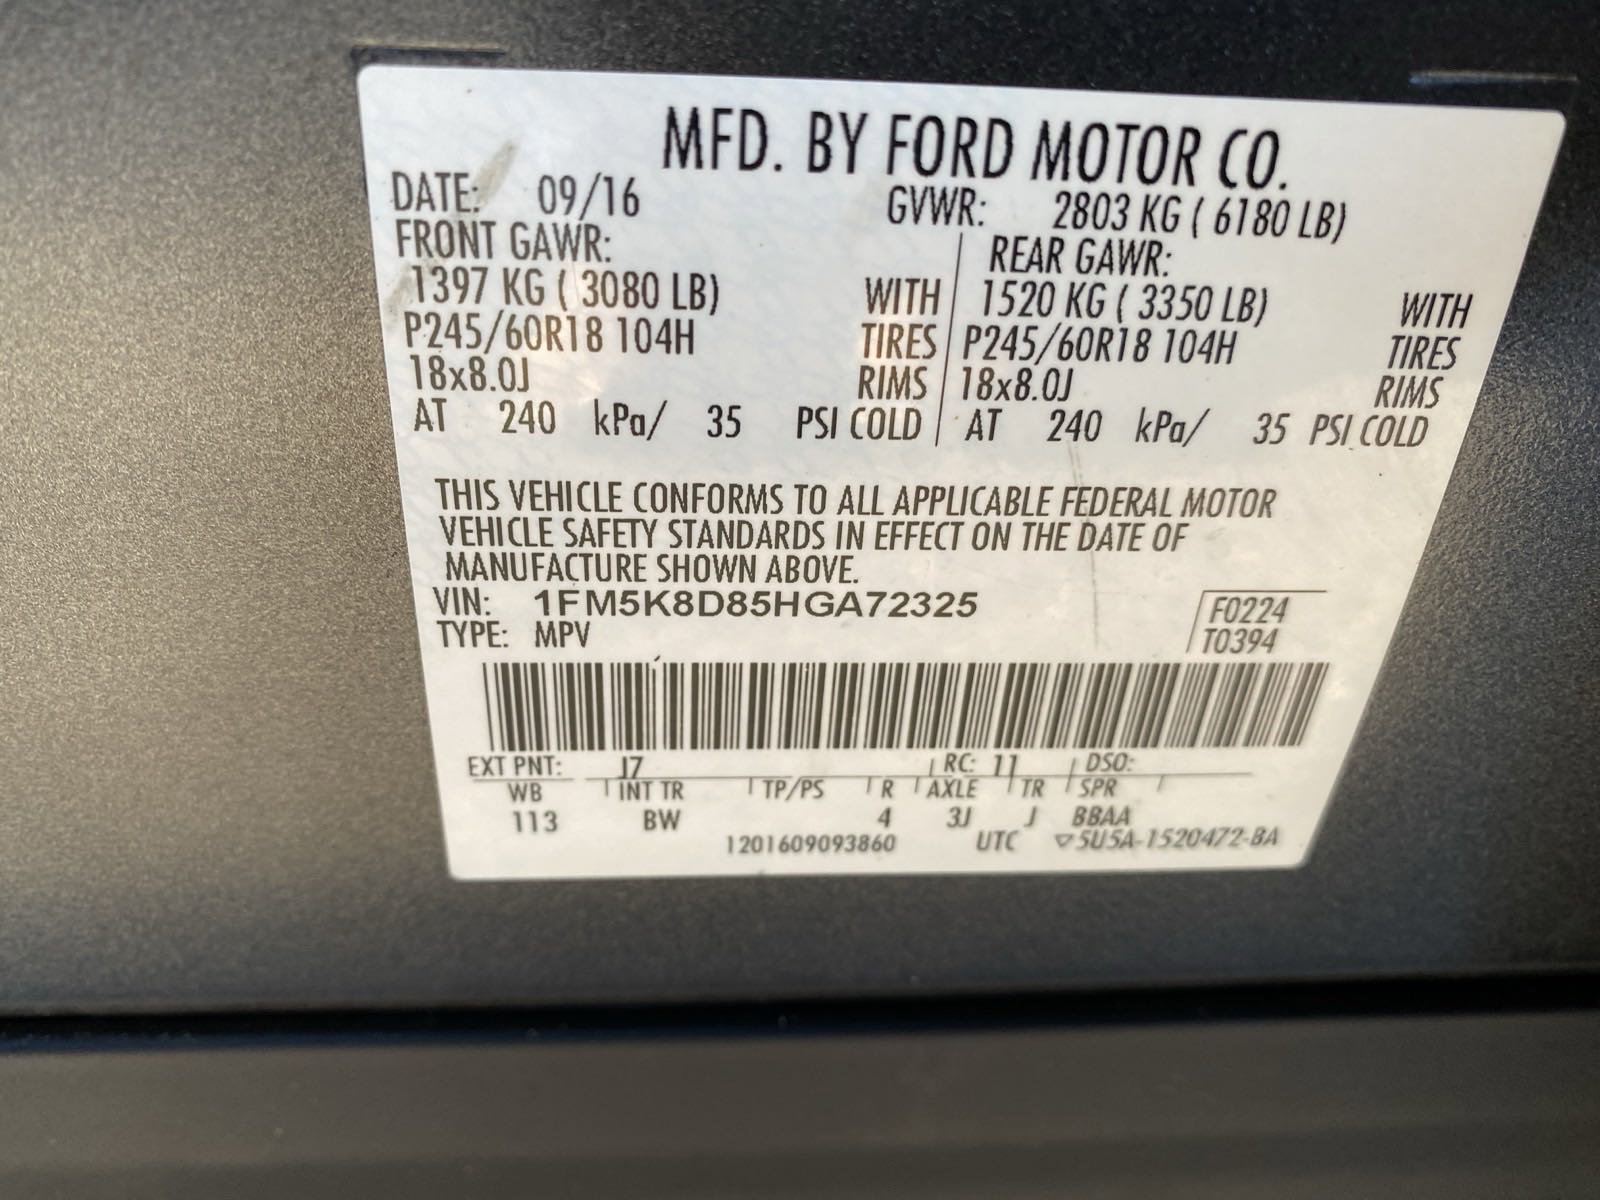 MFD. BY FORD MOTOR CO.
DATE: 09/16 GVWR: 2803 KG ( 6180 LB)
FRONT GAWR: REAR GAWR:
1397 KG ( 3080 LB) WITH 1520 KG ( 3350 LB) WITH
P245/60R18 104H TIRES P245/60R18 104H TIRES
18x8.0J RIMS 18x8.0J RIMS
AT 240 kPa/ 35 PSI COLD AT 240 kPa/ 35 PSI COLD
THIS VEHICLE CONFORMS TO ALL APPLICABLE FEDERAL MOTOR
VEHICLE SAFETY STANDARDS IN EFFECT ON THE DATE OF
MANUFACTURE SHOWN ABOVE.
VIN: 1FM5K8D85HGA72325 F0224
TYPE: MPV T0394
EXT PNT: J7 RC: 11 DSO:
WB INT TR TP/PS R AXLE TR SPR
113 BW 4 3J J BBAA
1201609093860 UTC ▽5U5A-1520472-BA